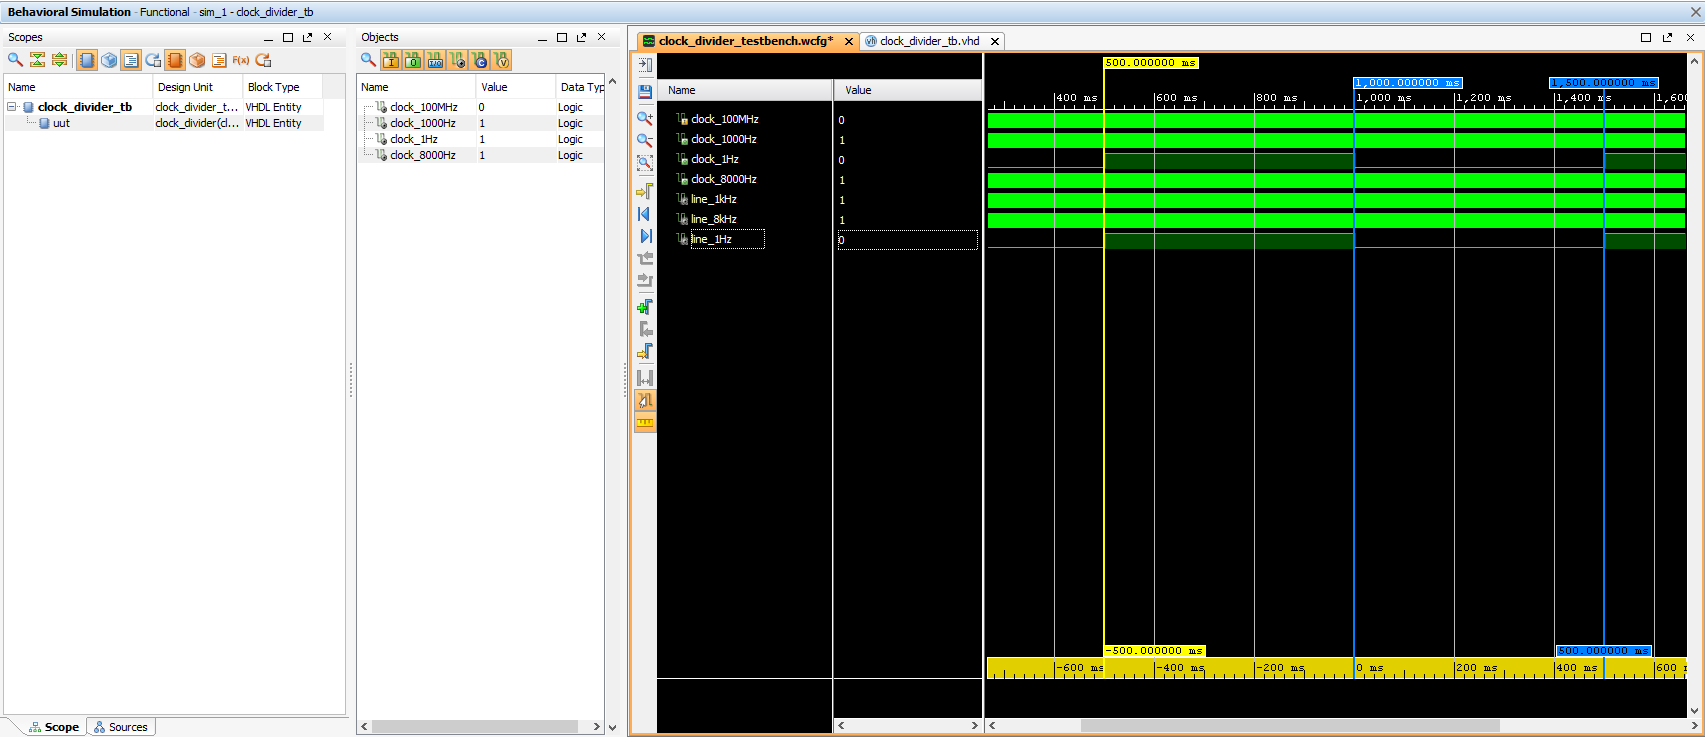 Behavioral Simulation - Functional - sim_1 - clock_divider_tb
Scopes
F(x)
Name Design Unit Block Type
clock_divider_tb clock_divider_t... VHDL Entity
uut clock_divider(cl... VHDL Entity
Scope Sources
Objects
Name Value Data Typ
clock_100MHz 0 Logic
clock_1000Hz 1 Logic
clock_1Hz 1 Logic
clock_8000Hz 1 Logic
clock_divider_testbench.wcfg* clock_divider_tb.vhd
Name Value
clock_100MHz 0
clock_1000Hz 1
clock_1Hz 0
clock_8000Hz 1
line_1kHz 1
line_8kHz 1
line_1Hz 0
500.000000 ms
1,000.000000 ms 1,500.000000 ms
400 ms 600 ms 800 ms 1,000 ms 1,200 ms 1,400 ms 1,600
-500.000000 ms 500.000000 ms
-600 ms -400 ms -200 ms 0 ms 200 ms 400 ms 600 m